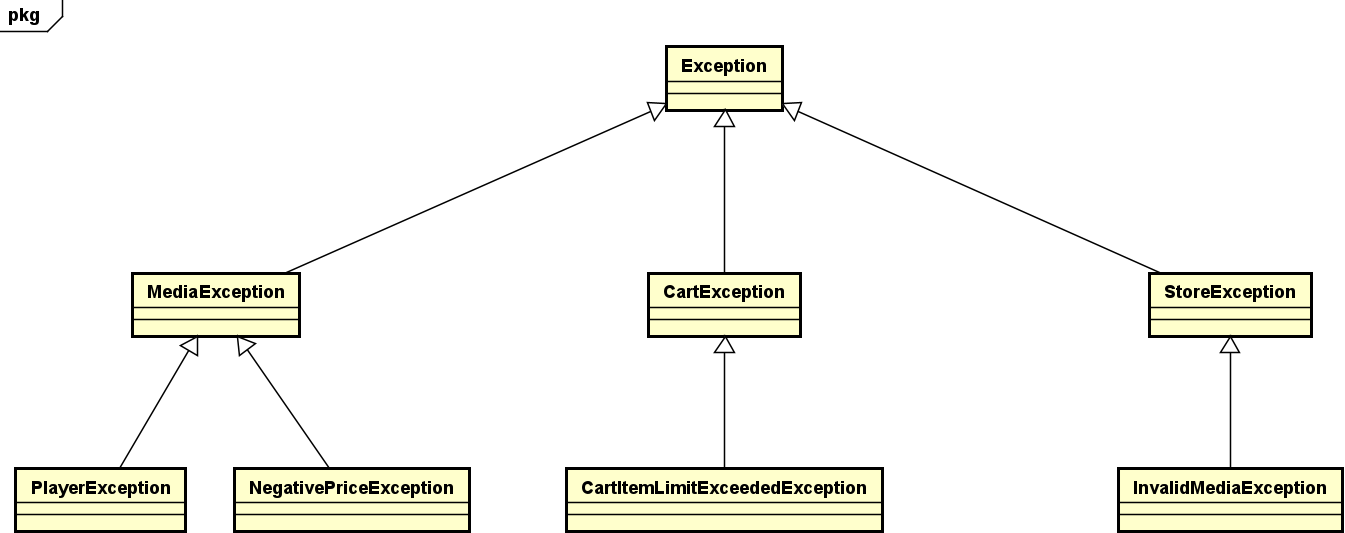 pkg
Exception
MediaException
CartException
StoreException
PlayerException
NegativePriceException
CartItemLimitExceededException
InvalidMediaException